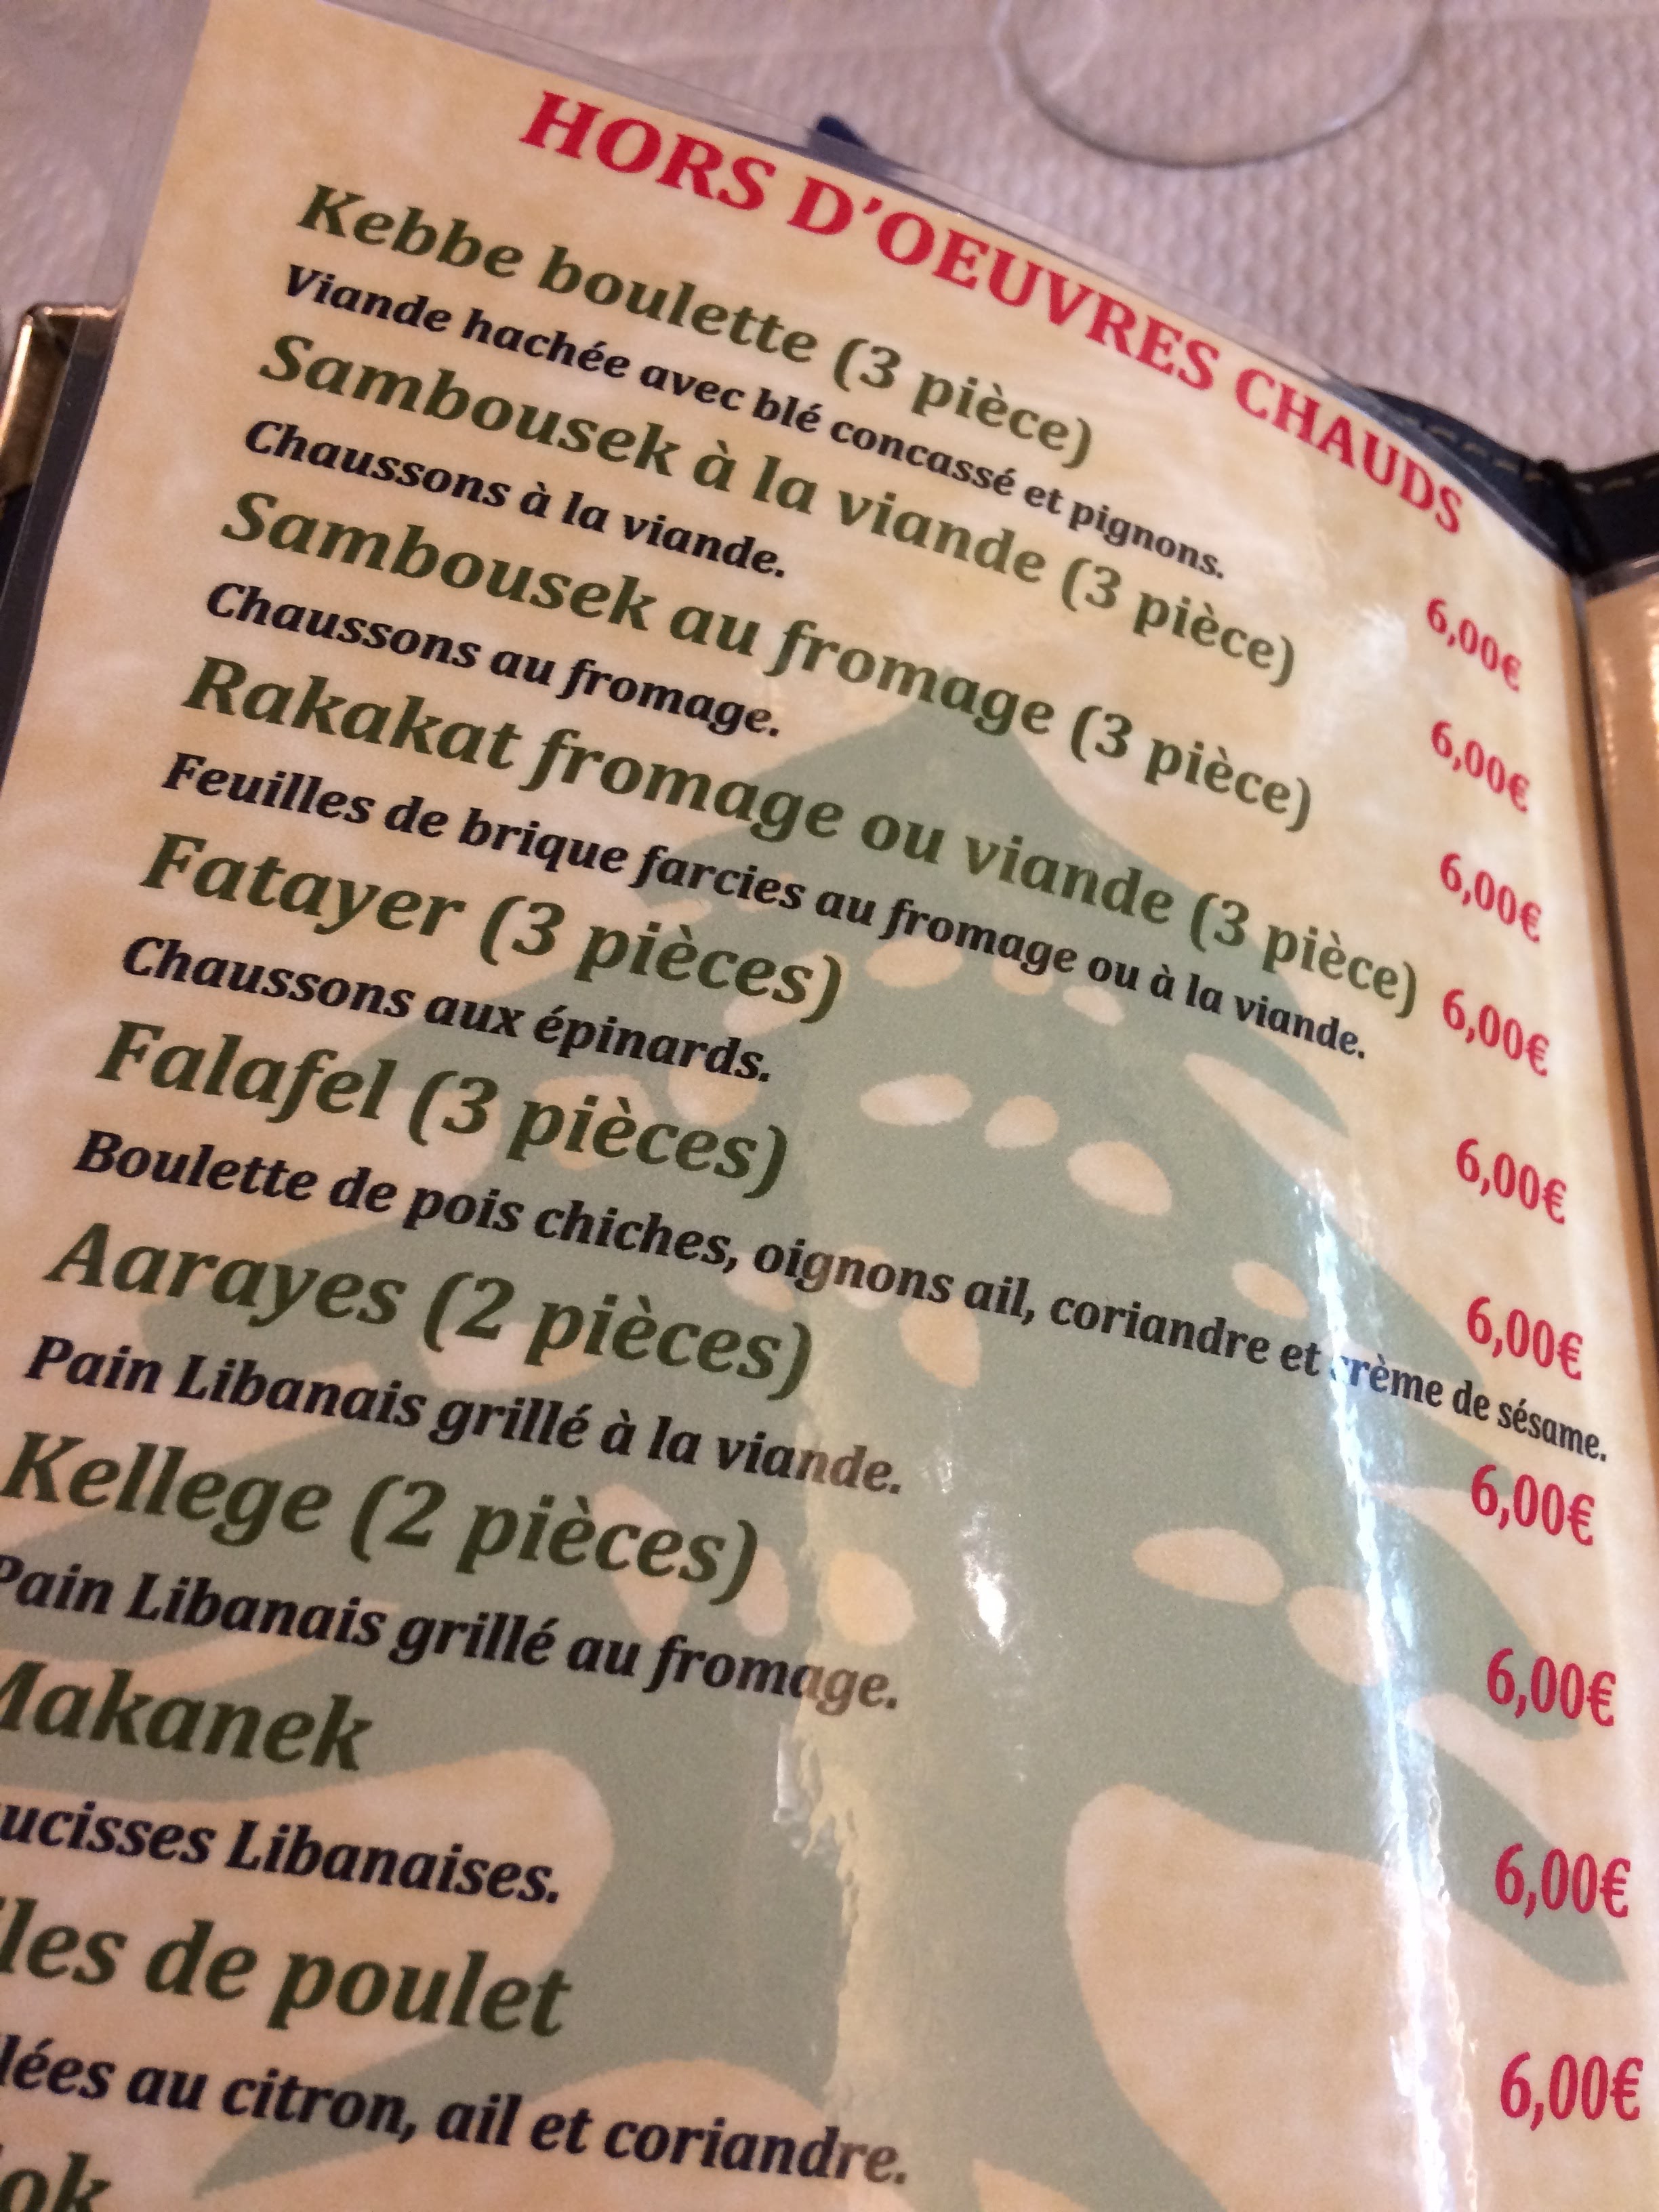 HORS D'OEUVRES CHAUDS
Kebbe boulette (3 pièce) 6,00€
Viande hachée avec blé concassé et pignons.
Sambousek à la viande (3 pièce) 6,00€
Chaussons à la viande.
Sambousek au fromage (3 pièce) 6,00€
Chaussons au fromage.
Rakakat fromage ou viande (3 pièce) 6,00€
Feuilles de brique farcies au fromage ou à la viande.
Fatayer (3 pièces) 6,00€
Chaussons aux épinards.
Falafel (3 pièces) 6,00€
Boulette de pois chiches, oignons ail, coriandre et crème de sésame.
Aarayes (2 pièces) 6,00€
Pain Libanais grillé à la viande.
Kellege (2 pièces) 6,00€
Pain Libanais grillé au fromage.
Makanek 6,00€
ucisses Libanaises.
les de poulet 6,00€
lées au citron, ail et coriandre.